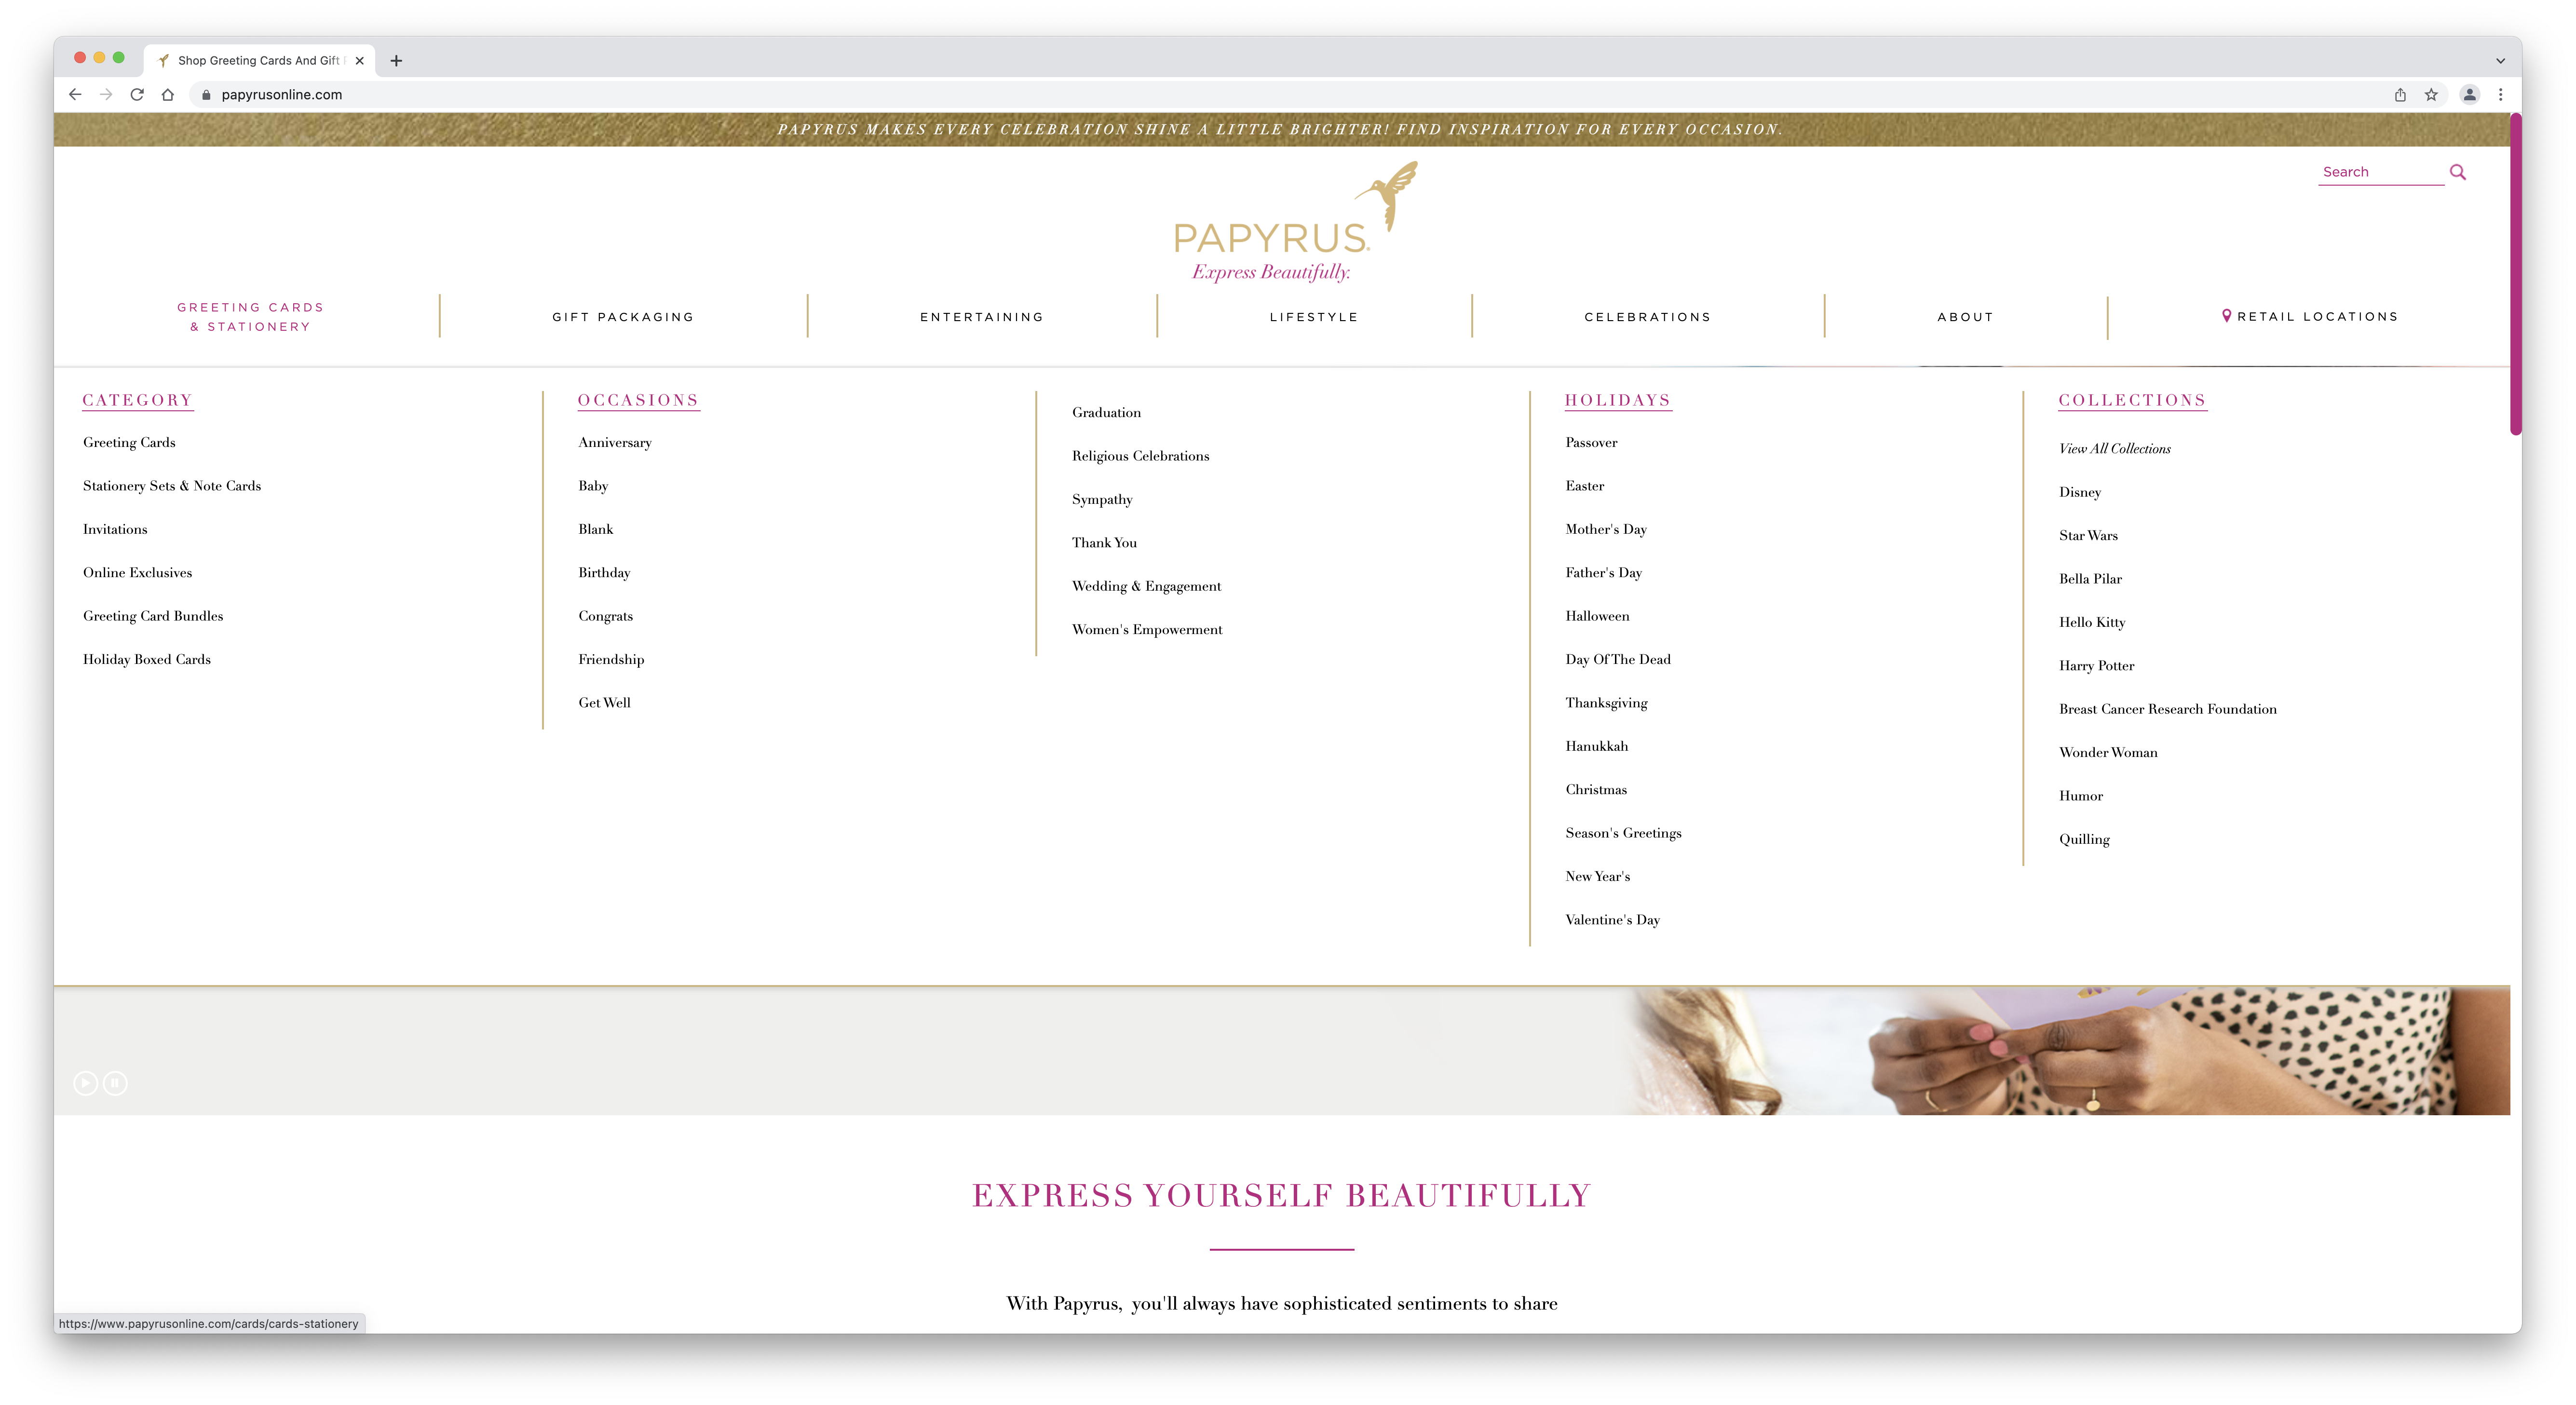 Shop Greeting Cards And Gift
papyrusonline.com
PAPYRUS MAKES EVERY CELEBRATION SHINE A LITTLE BRIGHTER! FIND INSPIRATION FOR EVERY OCCASION.
Search
PAPYRUS.
Express Beautifully.
GREETING CARDS
& STATIONERY
GIFT PACKAGING
ENTERTAINING
LIFESTYLE
CELEBRATIONS
ABOUT
RETAIL LOCATIONS
CATEGORY
Greeting Cards
Stationery Sets & Note Cards
Invitations
Online Exclusives
Greeting Card Bundles
Holiday Boxed Cards
OCCASIONS
Anniversary
Baby
Blank
Birthday
Congrats
Friendship
Get Well
Graduation
Religious Celebrations
Sympathy
Thank You
Wedding & Engagement
Women's Empowerment
HOLIDAYS
Passover
Easter
Mother's Day
Father's Day
Halloween
Day Of The Dead
Thanksgiving
Hanukkah
Christmas
Season's Greetings
New Year's
Valentine's Day
COLLECTIONS
View All Collections
Disney
Star Wars
Bella Pilar
Hello Kitty
Harry Potter
Breast Cancer Research Foundation
Wonder Woman
Humor
Quilling
EXPRESS YOURSELF BEAUTIFULLY
With Papyrus, you'll always have sophisticated sentiments to share
https://www.papyrusonline.com/cards/cards-stationery